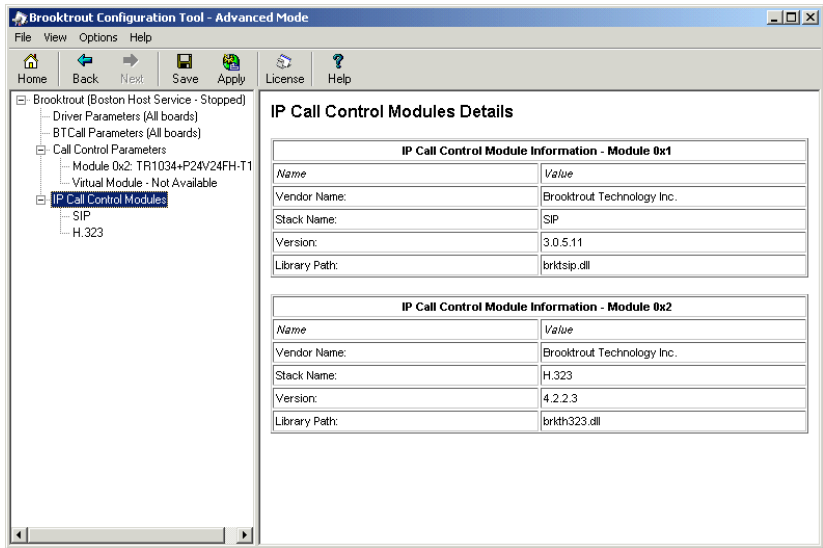 Brooktrout Configuration Tool - Advanced Mode
File View Options Help
Home Back Next Save Apply License Help
Brooktrout (Boston Host Service - Stopped)
Driver Parameters (All boards)
BTCall Parameters (All boards)
Call Control Parameters
Module 0x2: TR1034+P24V24FH-T1
Virtual Module - Not Available
IP Call Control Modules
SIP
H.323
IP Call Control Modules Details
IP Call Control Module Information - Module 0x1
Name Value
Vendor Name: Brooktrout Technology Inc.
Stack Name: SIP
Version: 3.0.5.11
Library Path: brktsip.dll
IP Call Control Module Information - Module 0x2
Name Value
Vendor Name: Brooktrout Technology Inc.
Stack Name: H.323
Version: 4.2.2.3
Library Path: brkth323.dll